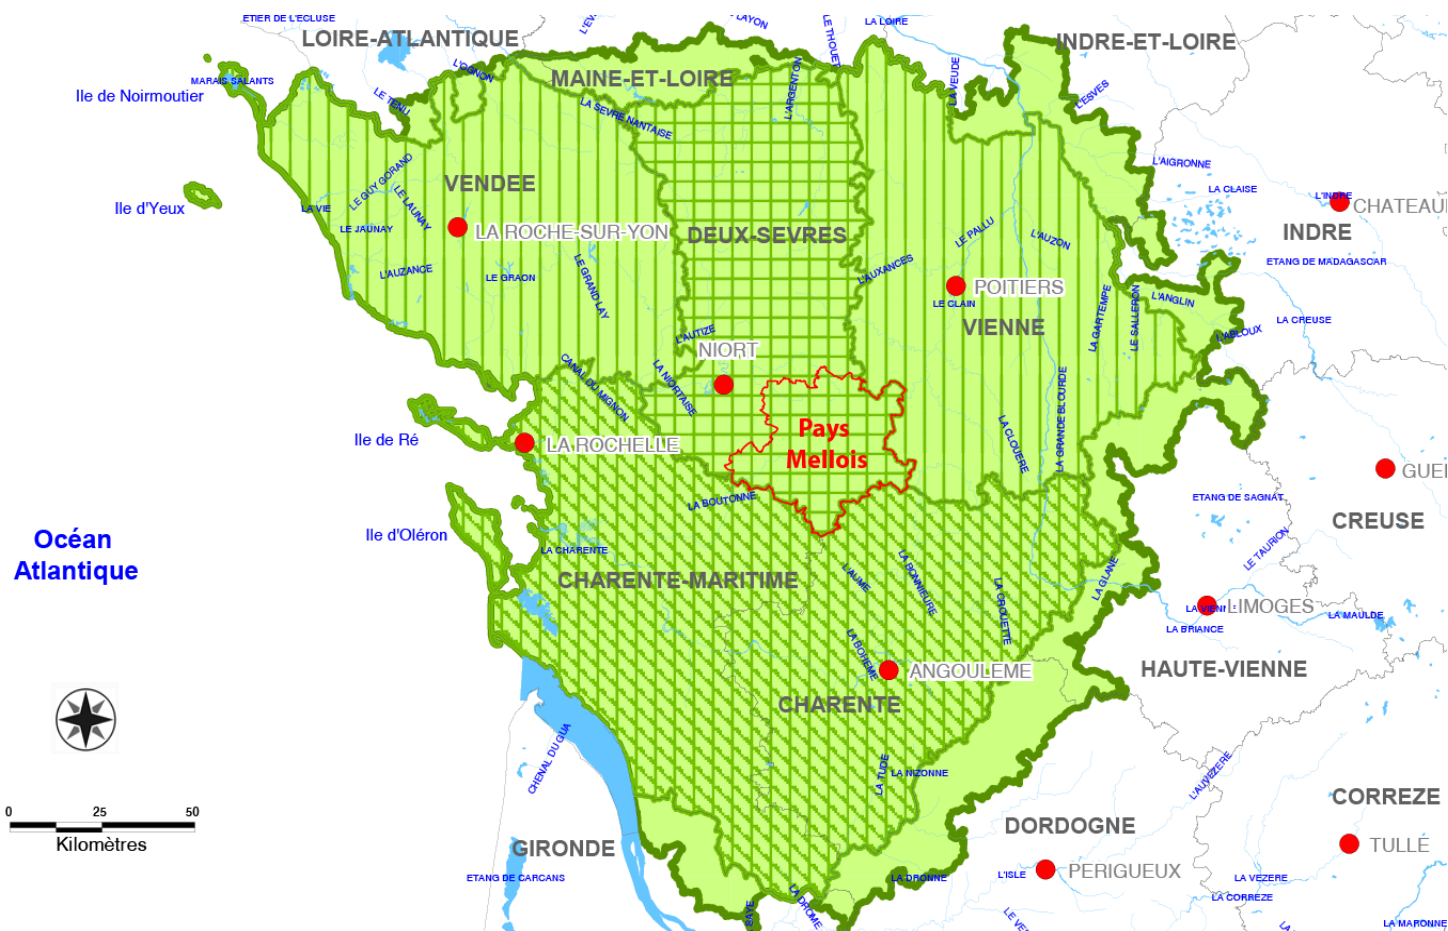 ETIER DE L'ECLUSE
LAYON
LE THOUET
LA LOIRE
LOIRE-ATLANTIQUE
INDRE-ET-LOIRE
L'OGNON
MAINE-ET-LOIRE
MARAIS SALANTS
Ile de Noirmoutier
LE TENU
LA SEVRE NANTAISE
L'ARGENTON
LA VEUDE
L'ESVES
L'AIGRONNE
LE GUY GORAND
VENDEE
LA CLAISE
L'INDRE
Ile d'Yeux
LA VIE
LE LAUNAY
LE JAUNAY
LA ROCHE-SUR-YON
DEUX-SEVRES
LE PALLU
L'AUZON
INDRE
L'AUZANCE
LE GRAON
LE GRAND LAY
L'AUXANCES
ETANG DE MADAGASCAR
POITIERS
LE CLAIN
VIENNE
LA GARTEMPE
LE SALLERON
L'ANGLIN
LA CREUSE
L'AUTIZE
L'ABLOUX
NIORT
CANAL DU MIGNON
LA NIORTAISE
Ile de Ré
LA ROCHELLE
Pays
Mellois
LA CLOUERE
LA GRANDE BLOURDE
LA BOUTONNE
ETANG DE SAGNAT
CREUSE
Océan
Atlantique
Ile d'Oléron
LA CHARENTE
LE TAURION
CHARENTE-MARITIME
L'AUME
LA BONNIEURE
LA CROUETTE
LA GLANE
LIMOGES
LA MAULDE
LA BRIANCE
LA BOHEME
ANGOULEME
HAUTE-VIENNE
CHARENTE
CHENAL DU GUA
LA TUDE
LA NIZONNE
L'AUVEZERE
CORREZE
0 25 50
Kilomètres
DORDOGNE
GIRONDE
TULLE
ETANG DE CARCANS
LA DRONNE
L'ISLE
PERIGUEUX
LA VEZERE
LA CORREZE
LA DROME
SAYE
LA MARONNE